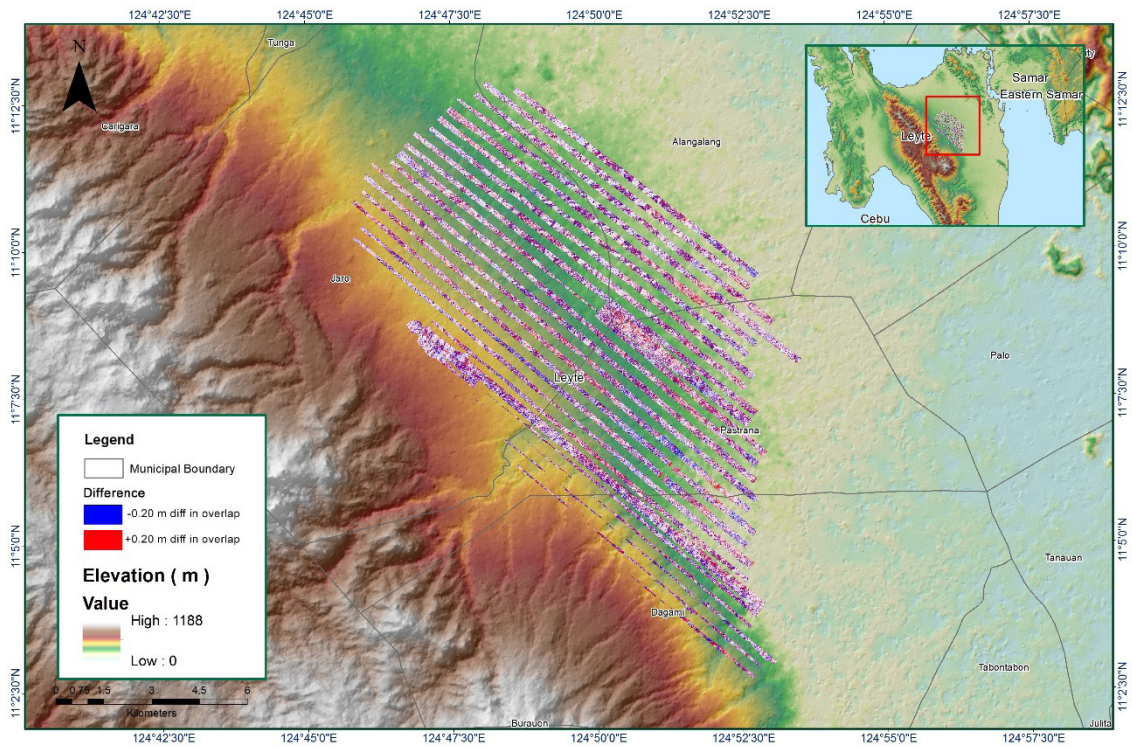 124°42'30"E 124°45'0"E 124°47'30"E 124°50'0"E 124°52'30"E 124°55'0"E 124°57'30"E
N
Tunga
Carigara
Alangalang
Samar
Eastern Samar
Leyte
Cebu
11°12'30"N 11°12'30"N
11°10'0"N 11°10'0"N
Jaro
Palo
11°7'30"N 11°7'30"N
Leyte
Pastrana
Legend
Municipal Boundary
Difference
-0.20 m diff in overlap
+0.20 m diff in overlap
Elevation ( m )
Value
High : 1188
Low : 0
11°5'0"N 11°5'0"N
Tanauan
Dagami
Tabontabon
11°2'30"N 11°2'30"N
0 0.75 1.5 3 4.5 6
Kilometers
Burauen
Julita
124°42'30"E 124°45'0"E 124°47'30"E 124°50'0"E 124°52'30"E 124°55'0"E 124°57'30"E